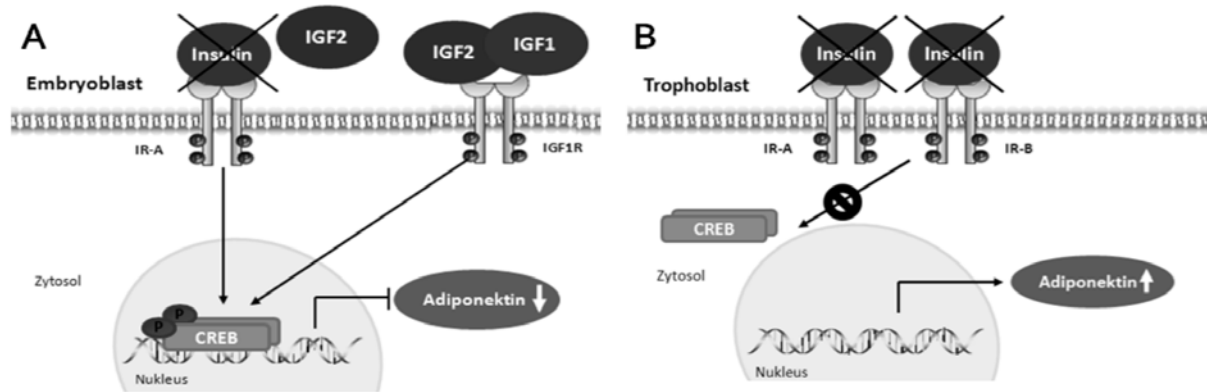 A
Insulin
IGF2
IGF2
IGF1
Embryoblast
IR-A
IGF1R
Zytosol
P
P
CREB
Adiponektin
Nukleus
B
Insulin
Insulin
Trophoblast
IR-A
IR-B
CREB
Zytosol
Adiponektin
Nukleus